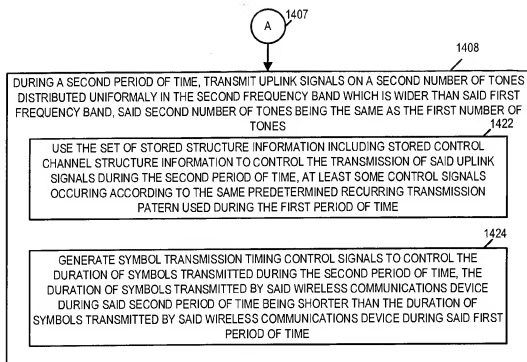 A
1407
1408
DURING A SECOND PERIOD OF TIME, TRANSMIT UPLINK SIGNALS ON A SECOND NUMBER OF TONES
DISTRIBUTED UNIFORMALY IN THE SECOND FREQUENCY BAND WHICH IS WIDER THAN SAID FIRST
FREQUENCY BAND, SAID SECOND NUMBER OF TONES BEING THE SAME AS THE FIRST NUMBER OF
TONES
1422
USE THE SET OF STORED STRUCTURE INFORMATION INCLUDING STORED CONTROL
CHANNEL STRUCTURE INFORMATION TO CONTROL THE TRANSMISSION OF SAID UPLINK
SIGNALS DURING THE SECOND PERIOD OF TIME, AT LEAST SOME CONTROL SIGNALS
OCCURING ACCORDING TO THE SAME PREDETERMINED RECURRING TRANSMISSION
PATERN USED DURING THE FIRST PERIOD OF TIME
1424
GENERATE SYMBOL TRANSMISSION TIMING CONTROL SIGNALS TO CONTROL THE
DURATION OF SYMBOLS TRANSMITTED DURING THE SECOND PERIOD OF TIME, THE
DURATION OF SYMBOLS TRANSMITTED BY SAID WIRELESS COMMUNICATIONS DEVICE
DURING SAID SECOND PERIOD OF TIME BEING SHORTER THAN THE DURATION OF
SYMBOLS TRANSMITTED BY SAID WIRELESS COMMUNICATIONS DEVICE DURING SAID FIRST
PERIOD OF TIME